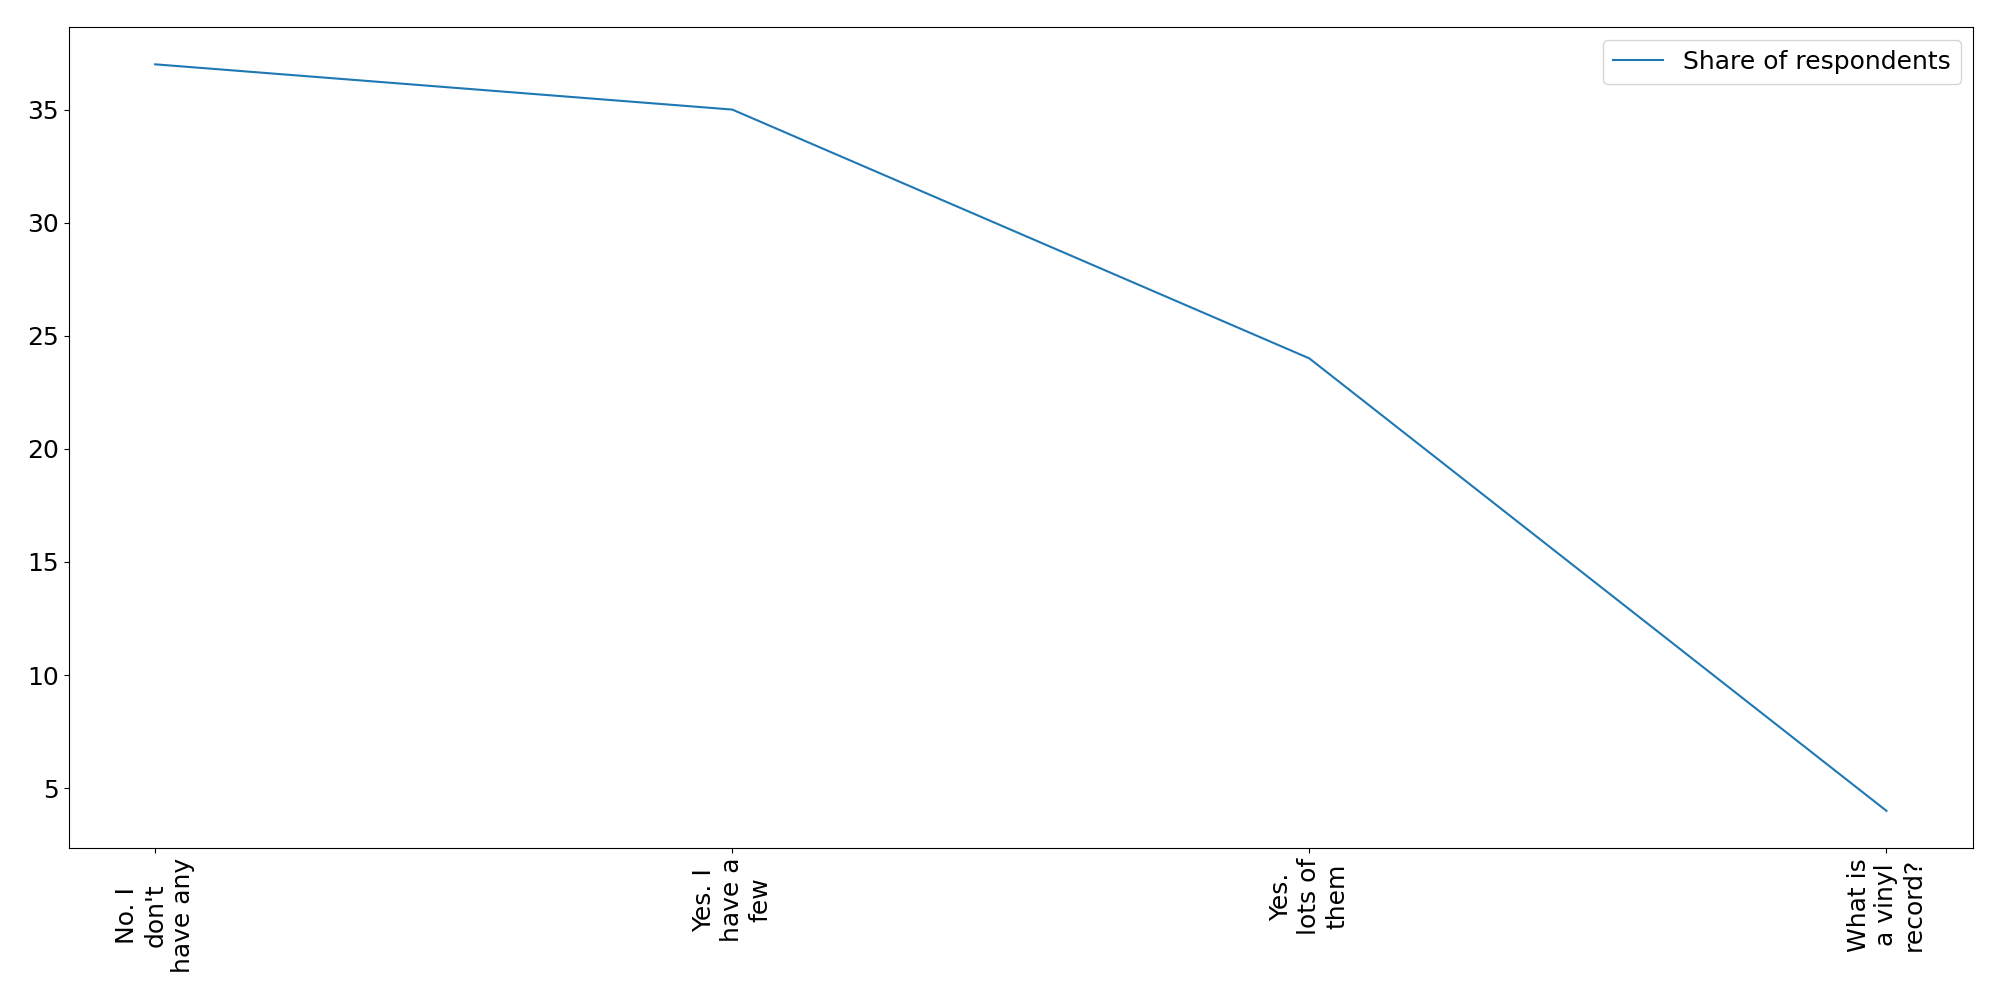 Share of respondents
35
30
25
20
15
10
5
No. I
don't
have any
Yes. I
have a
few
Yes.
lots of
them
What is
a vinyl
record?